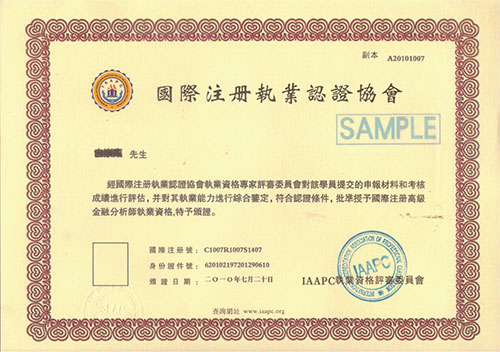 副本 A20101007
國際注册執業認證協會
SAMPLE
先生
經國際注册執業認證協會執業資格專家評審委員會對該學員提交的申報材料和考核
成績進行評估，并對其執業能力進行綜合鑒定，符合認證條件，批準授予國際注册高級
金融分析師執業資格，特予頒證。
國際注册號： C1007R1007S1407
身份證件號： 620102197201290610
頒證日期： 二〇一〇年七月二十日
IAAPC
IAAPC執業資格評審委員會
查詢網址 www.iaapc.org